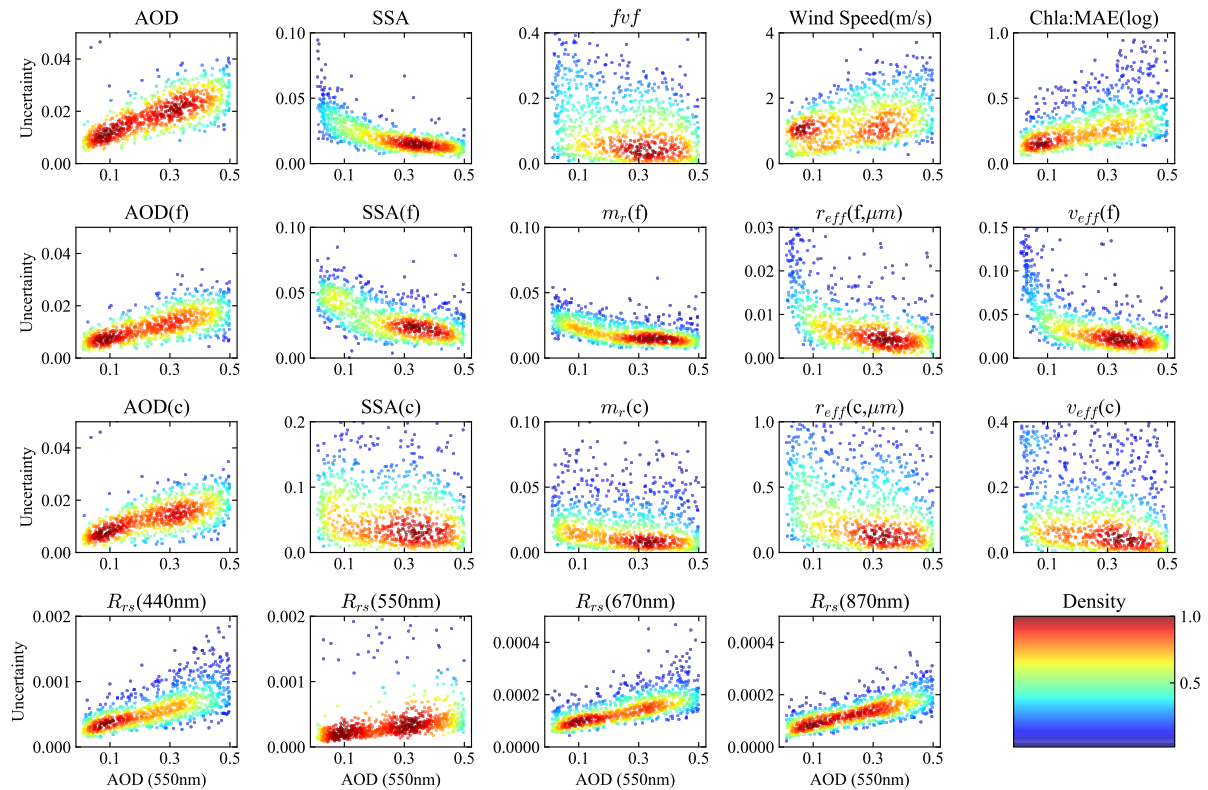 AOD SSA fvf Wind Speed(m/s) Chla:MAE(log)
0.04 0.10 0.4 4 1.0
Uncertainty
0.02 0.05 0.2 2 0.5
0.00 0.00 0.0 0 0.0
0.1 0.3 0.5 0.1 0.3 0.5 0.1 0.3 0.5 0.1 0.3 0.5 0.1 0.3 0.5
AOD(f) SSA(f) m_r(f) r_eff(f,μm) v_eff(f)
0.04 0.10 0.10 0.03 0.15
Uncertainty
0.02 0.10
0.02 0.05 0.05 0.01 0.05
0.00 0.00 0.00 0.00 0.00
0.1 0.3 0.5 0.1 0.3 0.5 0.1 0.3 0.5 0.1 0.3 0.5 0.1 0.3 0.5
AOD(c) SSA(c) m_r(c) r_eff(c,μm) v_eff(c)
0.04 0.2 0.10 1.0 0.4
Uncertainty
0.02 0.1 0.05 0.5 0.2
0.00 0.0 0.00 0.0 0.0
0.1 0.3 0.5 0.1 0.3 0.5 0.1 0.3 0.5 0.1 0.3 0.5 0.1 0.3 0.5
R_rs(440nm) R_rs(550nm) R_rs(670nm) R_rs(870nm) Density
0.002 0.002 1.0
0.0004 0.0004
Uncertainty
0.001 0.001 0.0002 0.0002 0.5
0.000 0.000 0.0000 0.0000
0.1 0.3 0.5 0.1 0.3 0.5 0.1 0.3 0.5 0.1 0.3 0.5
AOD (550nm) AOD (550nm) AOD (550nm) AOD (550nm)